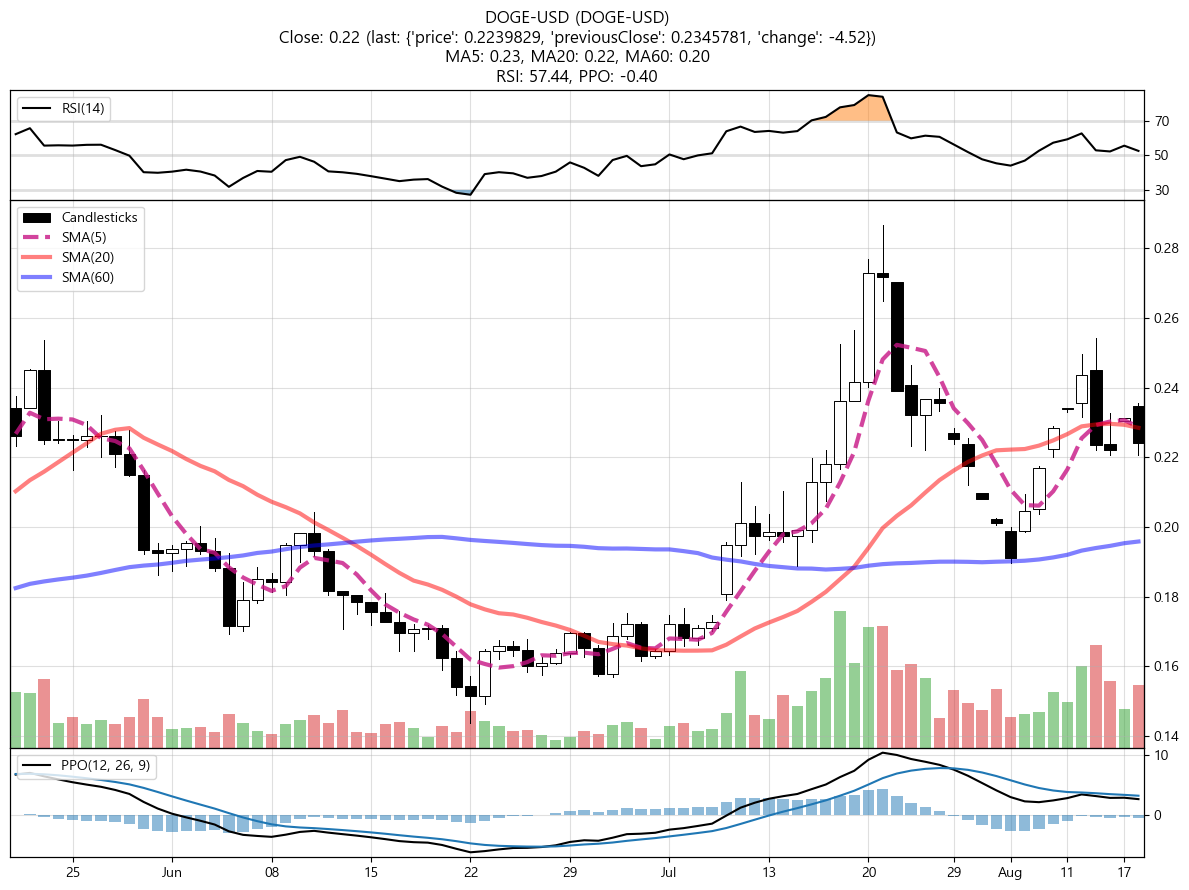 DOGE-USD (DOGE-USD)
Close: 0.22 (last: {'price': 0.2239829, 'previousClose': 0.2345781, 'change': -4.52})
MA5: 0.23, MA20: 0.22, MA60: 0.20
RSI: 57.44, PPO: -0.40
RSI(14)
70
50
30
Candlesticks
SMA(5)
SMA(20)
SMA(60)
0.28
0.26
0.24
0.22
0.20
0.18
0.16
0.14
PPO(12, 26, 9)
10
0
25 Jun 08 15 22 29 Jul 13 20 29 Aug 11 17